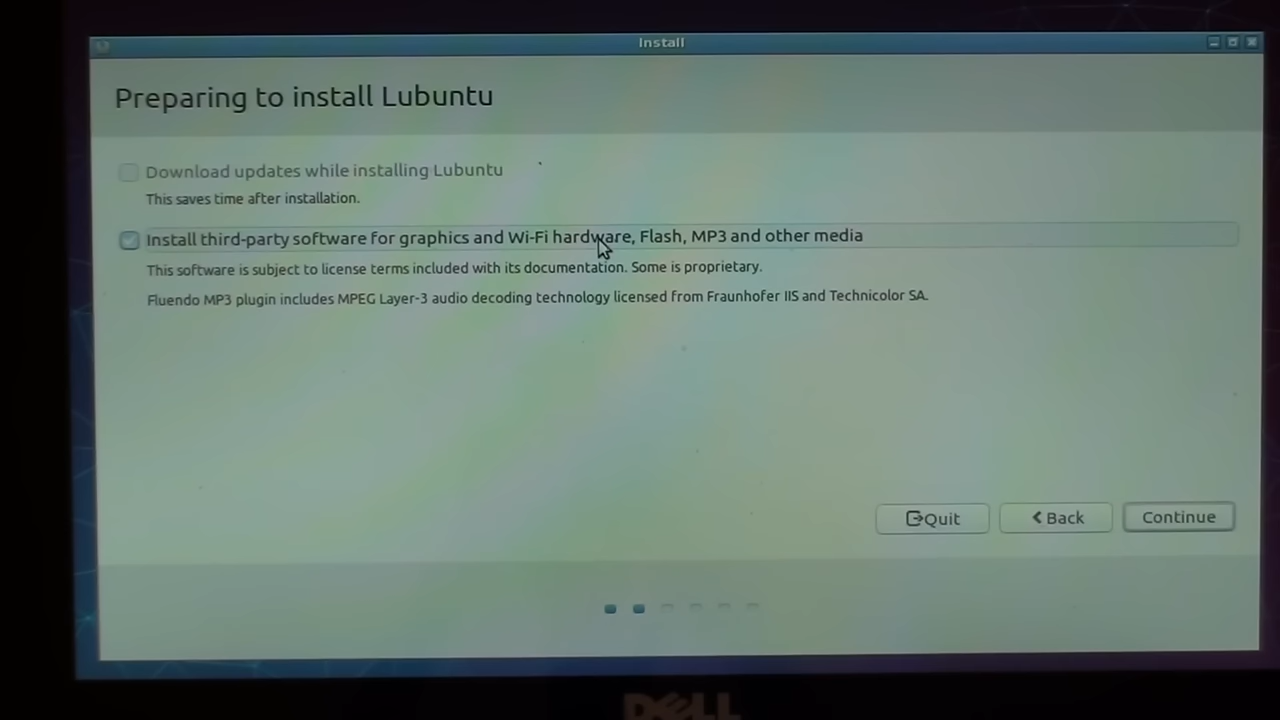 Install
Preparing to install Lubuntu
Download updates while installing Lubuntu
This saves time after installation.
Install third-party software for graphics and Wi-Fi hardware, Flash, MP3 and other media
This software is subject to license terms included with its documentation. Some is proprietary.
Fluendo MP3 plugin includes MPEG Layer-3 audio decoding technology licensed from Fraunhofer IIS and Technicolor SA.
Quit
Back
Continue
DELL